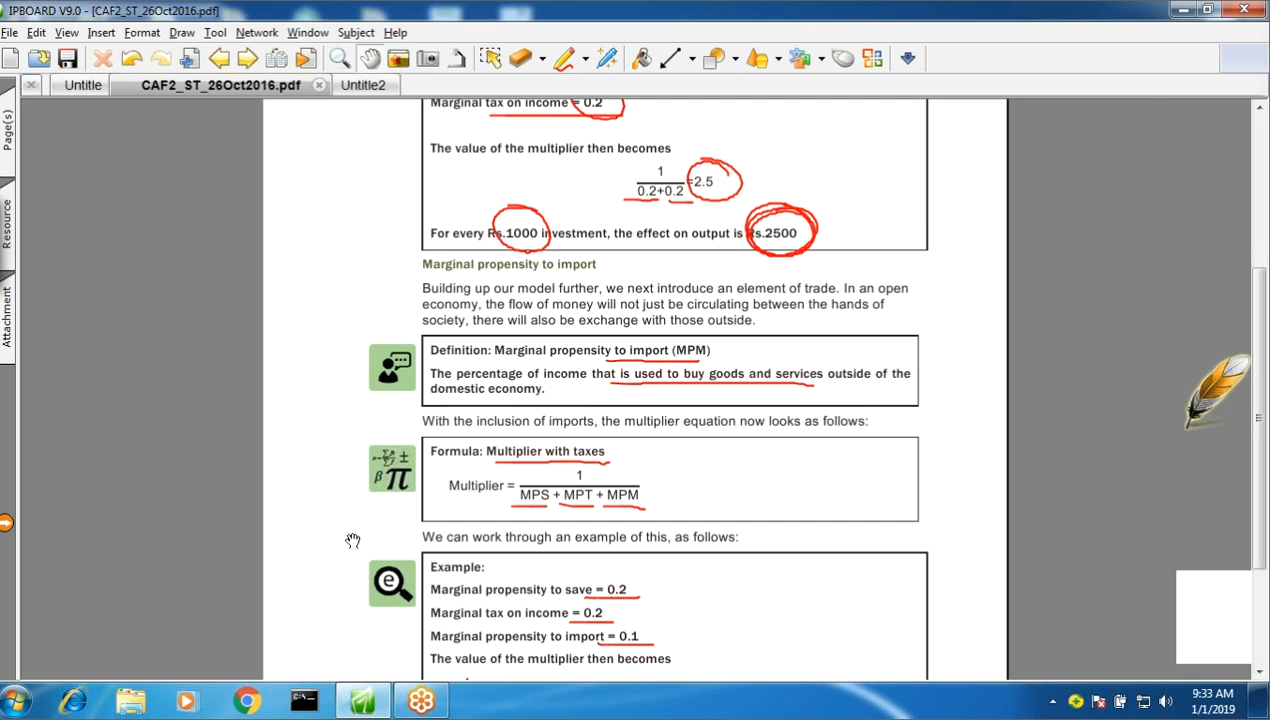 IPBOARD V9.0 - [CAF2_ST_26Oct2016.pdf]
File Edit View Insert Format Draw Tool Network Window Subject Help
Untitle CAF2_ST_26Oct2016.pdf Untitle2
Page(s)
Resource
Attachment
Marginal tax on income = 0.2
The value of the multiplier then becomes
1
0.2+0.2 =2.5
For every Rs.1000 investment, the effect on output is Rs.2500
Marginal propensity to import
Building up our model further, we next introduce an element of trade. In an open
economy, the flow of money will not just be circulating between the hands of
society, there will also be exchange with those outside.
Definition: Marginal propensity to import (MPM)
The percentage of income that is used to buy goods and services outside of the
domestic economy.
With the inclusion of imports, the multiplier equation now looks as follows:
Formula: Multiplier with taxes
1
Multiplier =
MPS + MPT + MPM
We can work through an example of this, as follows:
Example:
Marginal propensity to save = 0.2
Marginal tax on income = 0.2
Marginal propensity to import = 0.1
The value of the multiplier then becomes
9:33 AM
1/1/2019